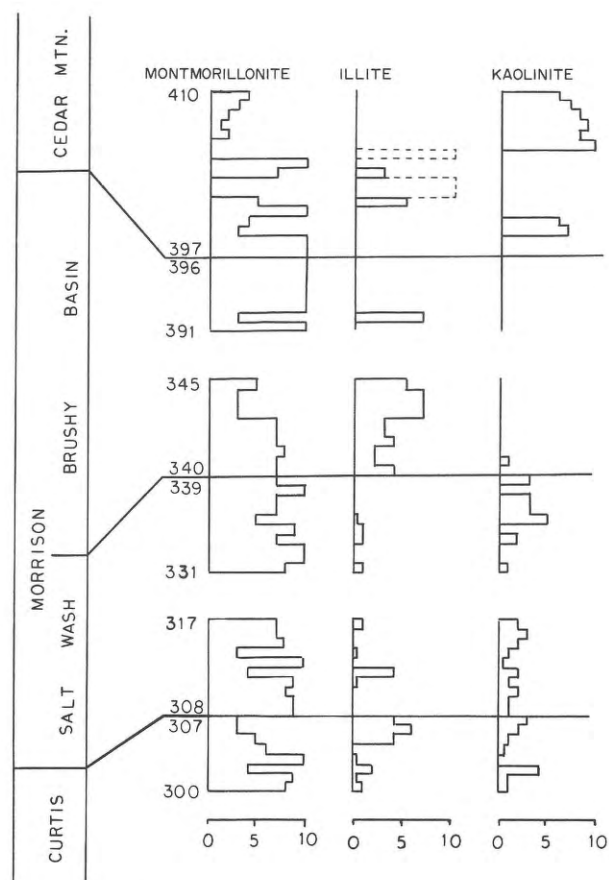 MONTMORILLONITE ILLITE KAOLINITE
CEDAR MTN.
MORRISON
BRUSHY BASIN
SALT WASH
CURTIS
410
397
396
391
345
340
339
331
317
308
307
300
0 5 10 0 5 10 0 5 10